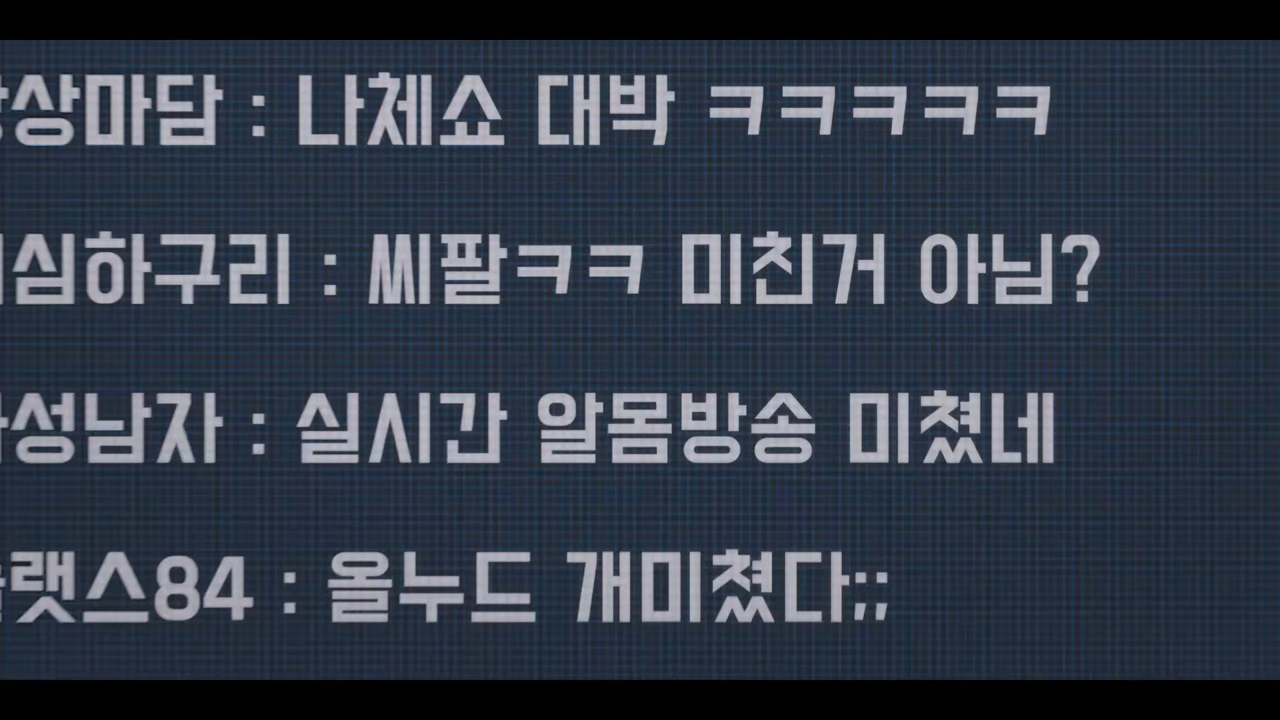 상마담 : 나체쇼 대박 ㅋㅋㅋㅋㅋ
심하구리 : 씨팔ㅋㅋ 미친거 아님?
성남자 : 실시간 알몸방송 미쳤네
랫스84 : 올누드 개미쳤다;;